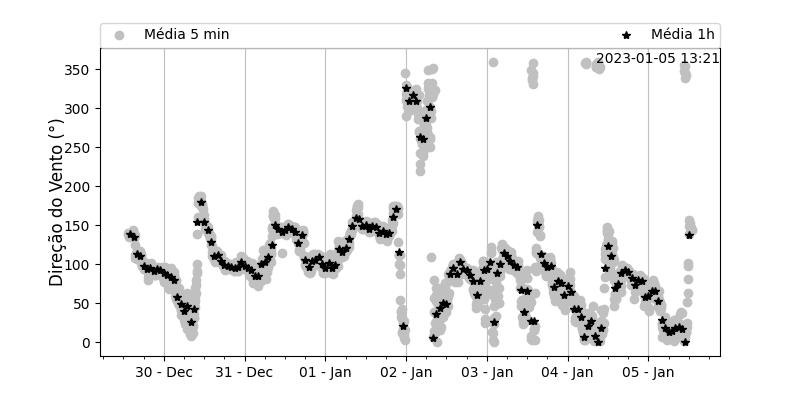 Média 5 min
Média 1h
2023-01-05 13:21
Direção do Vento (°)
350
300
250
200
150
100
50
0
30 - Dec
31 - Dec
01 - Jan
02 - Jan
03 - Jan
04 - Jan
05 - Jan